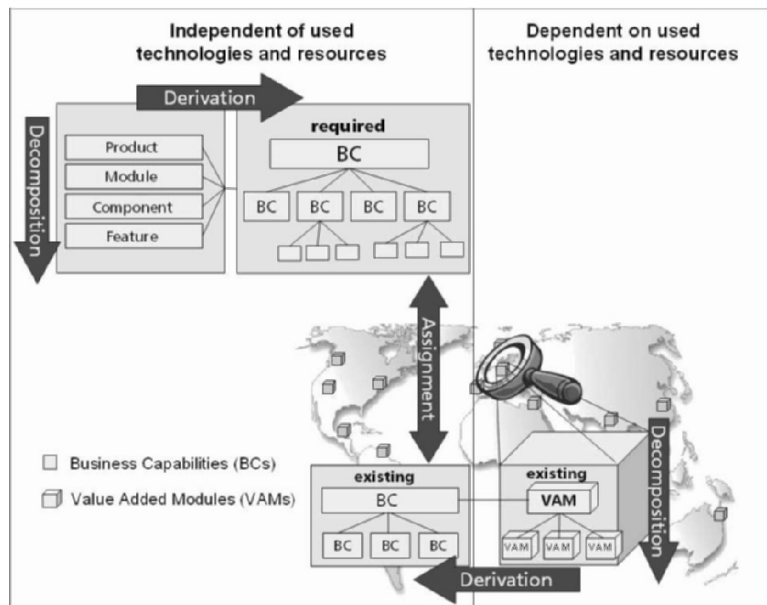 Independent of used
technologies and resources
Dependent on used
technologies and resources
Derivation
Decomposition
Product
Module
Component
Feature
required
BC
BC
BC
BC
BC
Assignment
Business Capabilities (BCs)
Value Added Modules (VAMs)
existing
BC
BC
BC
BC
existing
VAM
VAM
VAM
VAM
Decomposition
Derivation